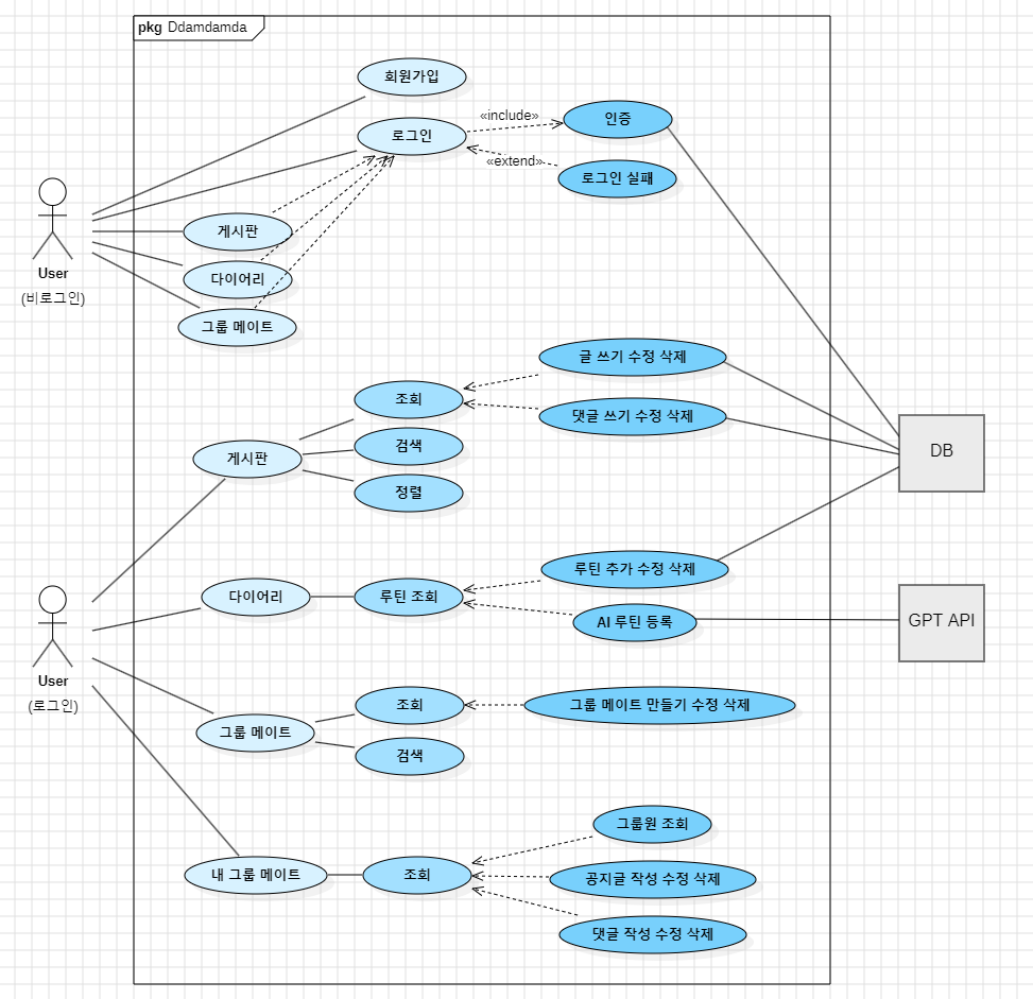 pkg Ddamdamda
회원가입
로그인
«include»
인증
«extend»
로그인 실패
게시판
다이어리
그룹 메이트
User
(비로그인)
글 쓰기 수정 삭제
조회
댓글 쓰기 수정 삭제
검색
게시판
정렬
DB
루틴 추가 수정 삭제
다이어리
루틴 조회
AI 루틴 등록
GPT API
User
(로그인)
조회
그룹 메이트 만들기 수정 삭제
그룹 메이트
검색
그룹원 조회
내 그룹 메이트
조회
공지글 작성 수정 삭제
댓글 작성 수정 삭제